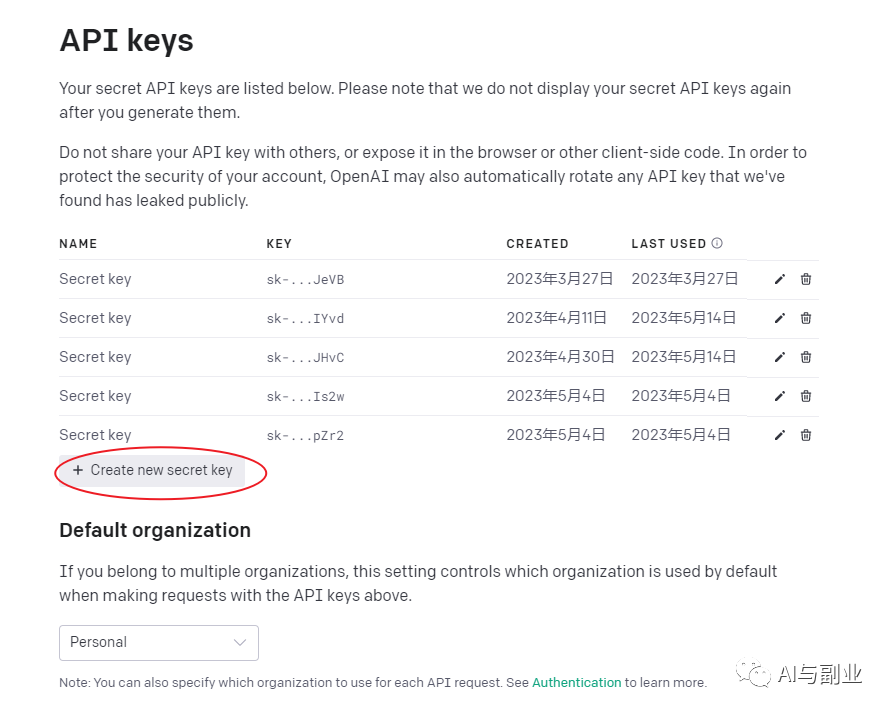 API keys
Your secret API keys are listed below. Please note that we do not display your secret API keys again
after you generate them.
Do not share your API key with others, or expose it in the browser or other client-side code. In order to
protect the security of your account, OpenAI may also automatically rotate any API key that we've
found has leaked publicly.
NAME KEY CREATED LAST USED
Secret key sk-...JeVB 2023年3月27日 2023年3月27日
Secret key sk-...IYvd 2023年4月11日 2023年5月14日
Secret key sk-...JHvC 2023年4月30日 2023年5月14日
Secret key sk-...Is2w 2023年5月4日 2023年5月4日
Secret key sk-...pZr2 2023年5月4日 2023年5月4日
+ Create new secret key
Default organization
If you belong to multiple organizations, this setting controls which organization is used by default
when making requests with the API keys above.
Personal
Note: You can also specify which organization to use for each API request. See Authentication to learn more.
AI与副业